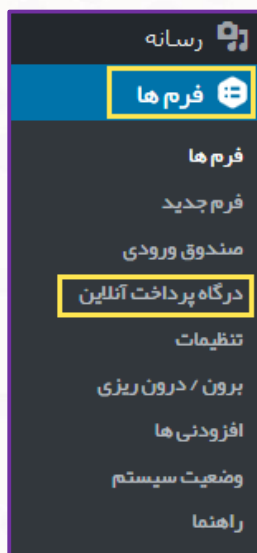 رسانه
فرم ها
فرم ها
فرم جدید
صندوق ورودی
درگاه پرداخت آنلاین
تنظیمات
برون / درون ریزی
افزودنی ها
وضعیت سیستم
راهنما